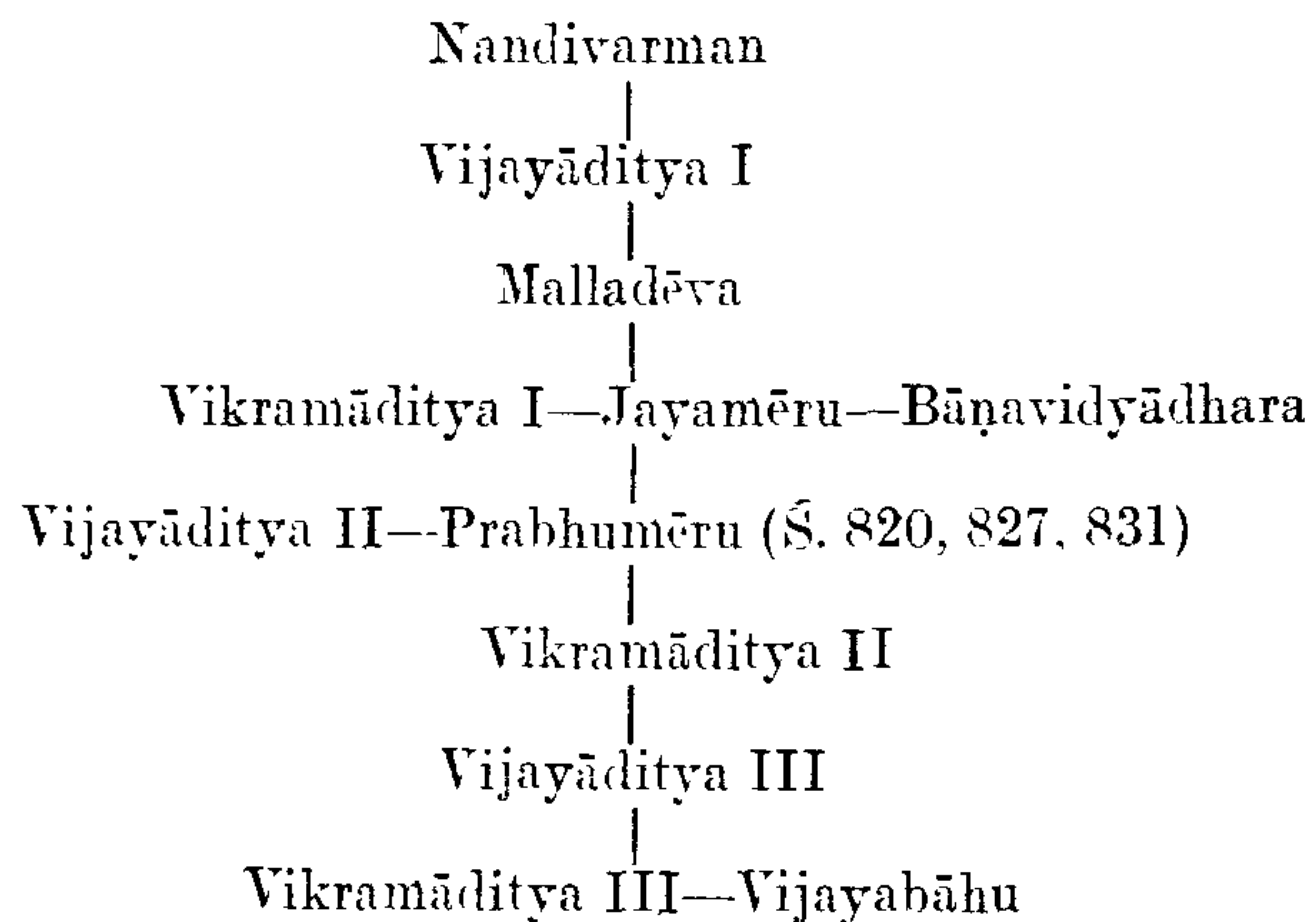 Nandivarman
Vijayāditya I
Malladēva
Vikramāditya I—Jayamēru—Bāṇavidyādhara
Vijayāditya II—Prabhumēru (Ś. 820, 827, 831)
Vikramāditya II
Vijayāditya III
Vikramāditya III—Vijayabāhu